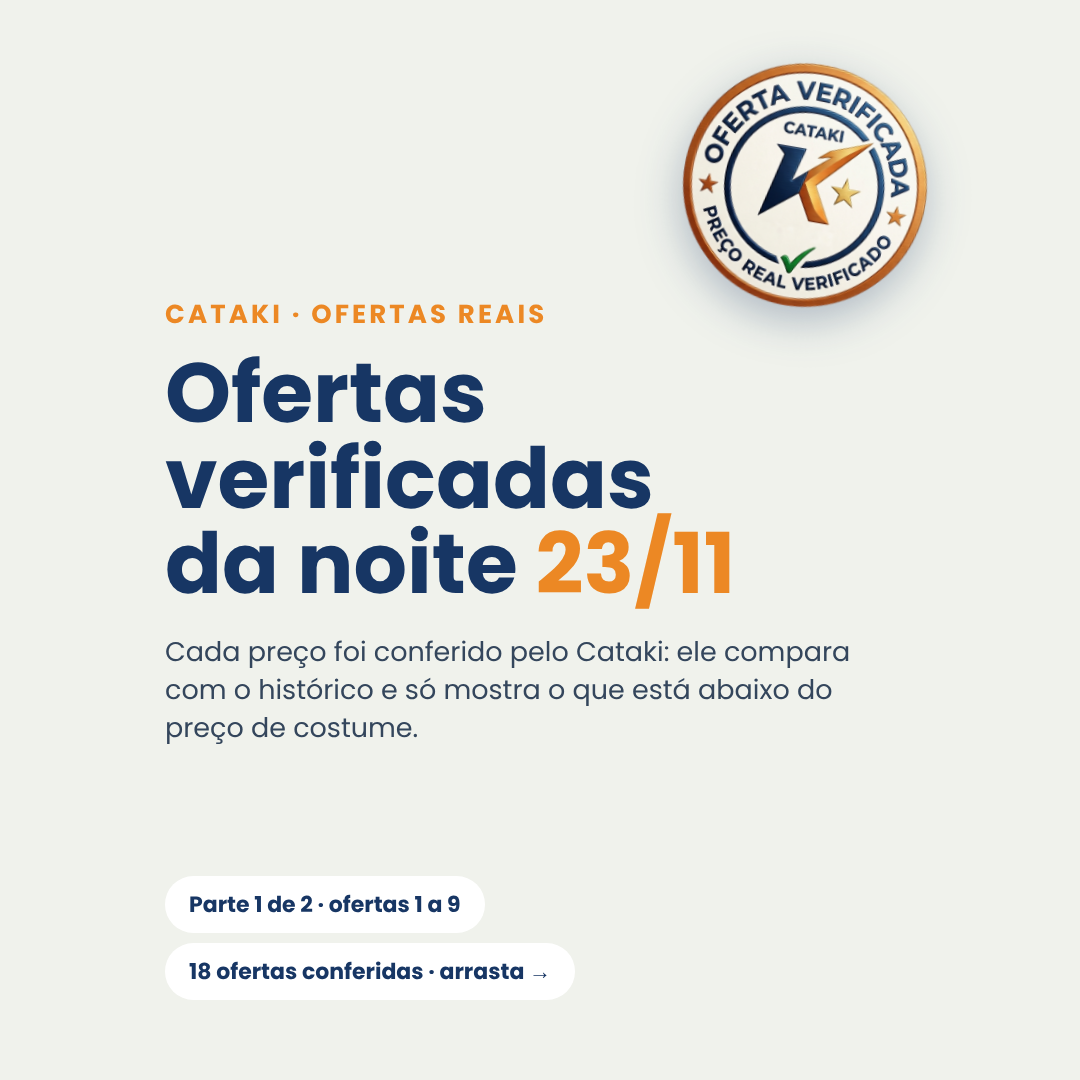 OFERTA VERIFICADA
CATAKI
PREÇO REAL VERIFICADO
CATAKI · OFERTAS REAIS
Ofertas
verificadas
da noite 23/11
Cada preço foi conferido pelo Cataki: ele compara
com o histórico e só mostra o que está abaixo do
preço de costume.
Parte 1 de 2 · ofertas 1 a 9
18 ofertas conferidas · arrasta →